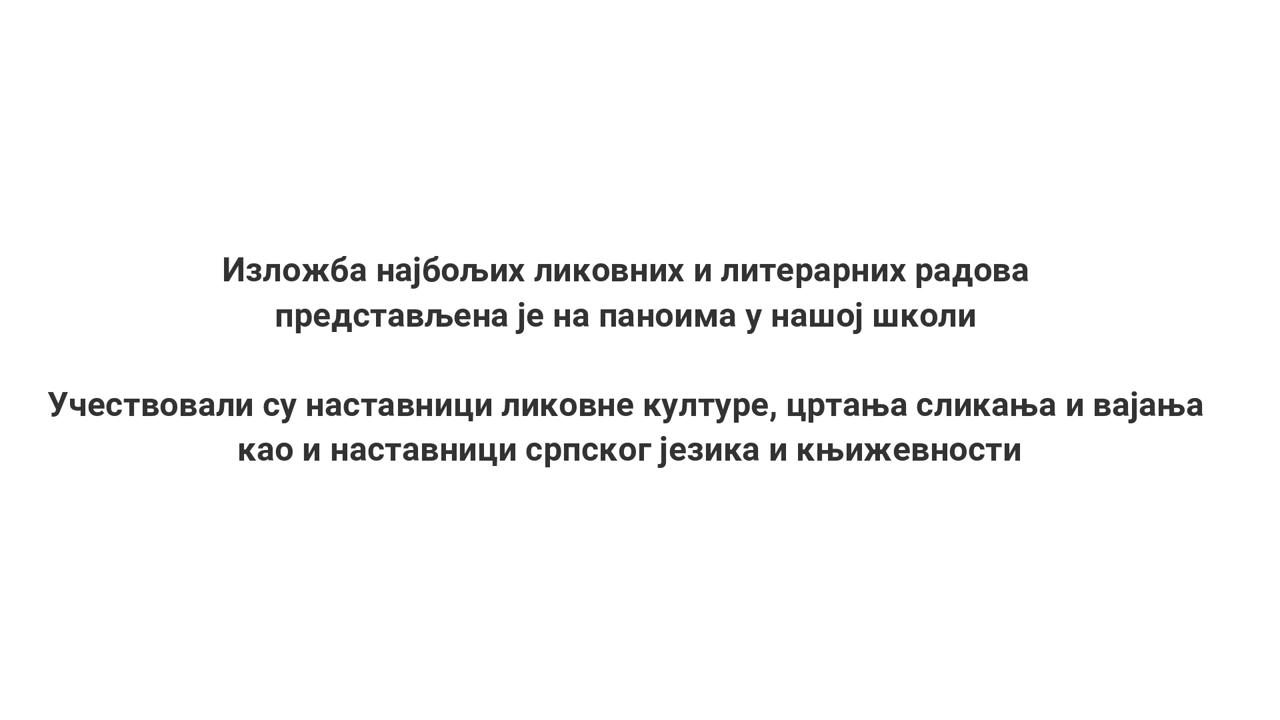 Изложба најбољих ликовних и литерарних радова
представљена је на паноима у нашој школи
Учествовали су наставници ликовне културе, цртања сликања и вајања
као и наставници српског језика и књижевности